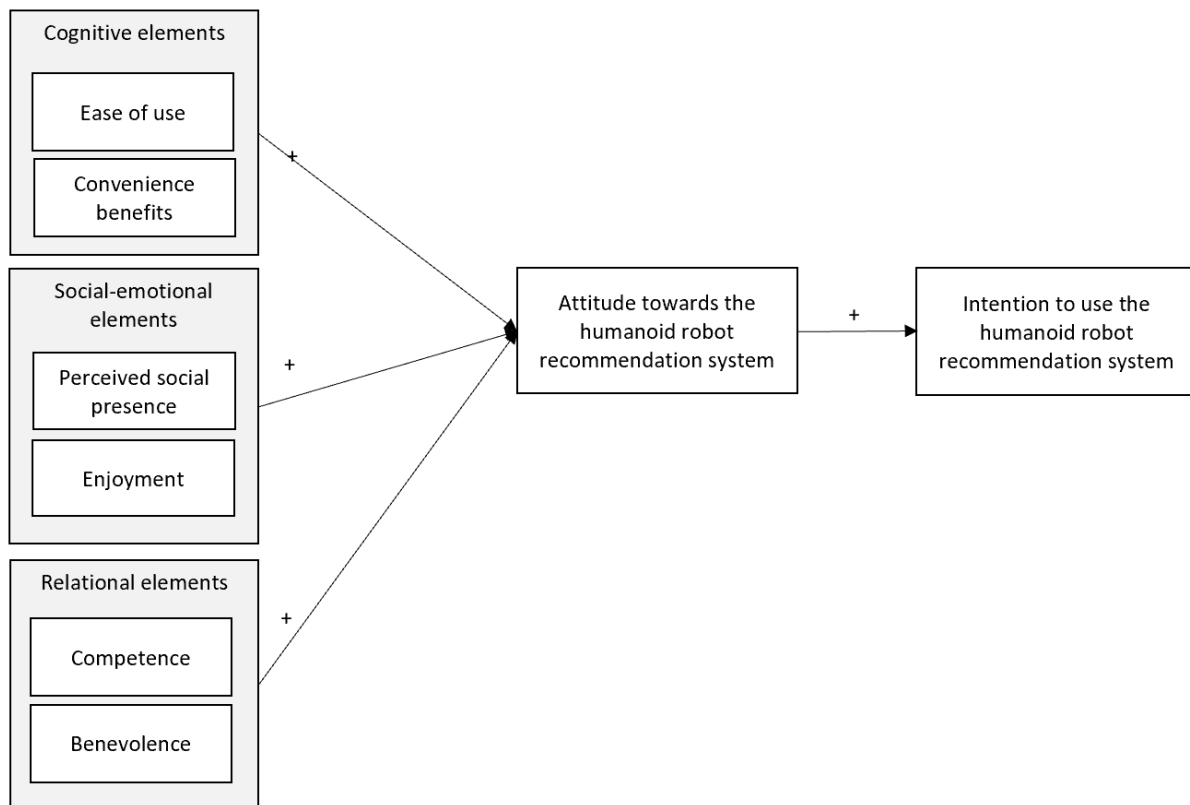 Cognitive elements
Ease of use
Convenience
benefits
+
Social-emotional
elements
Perceived social
presence
Enjoyment
+
Relational elements
Competence
Benevolence
+
Attitude towards the
humanoid robot
recommendation system
+
Intention to use the
humanoid robot
recommendation system